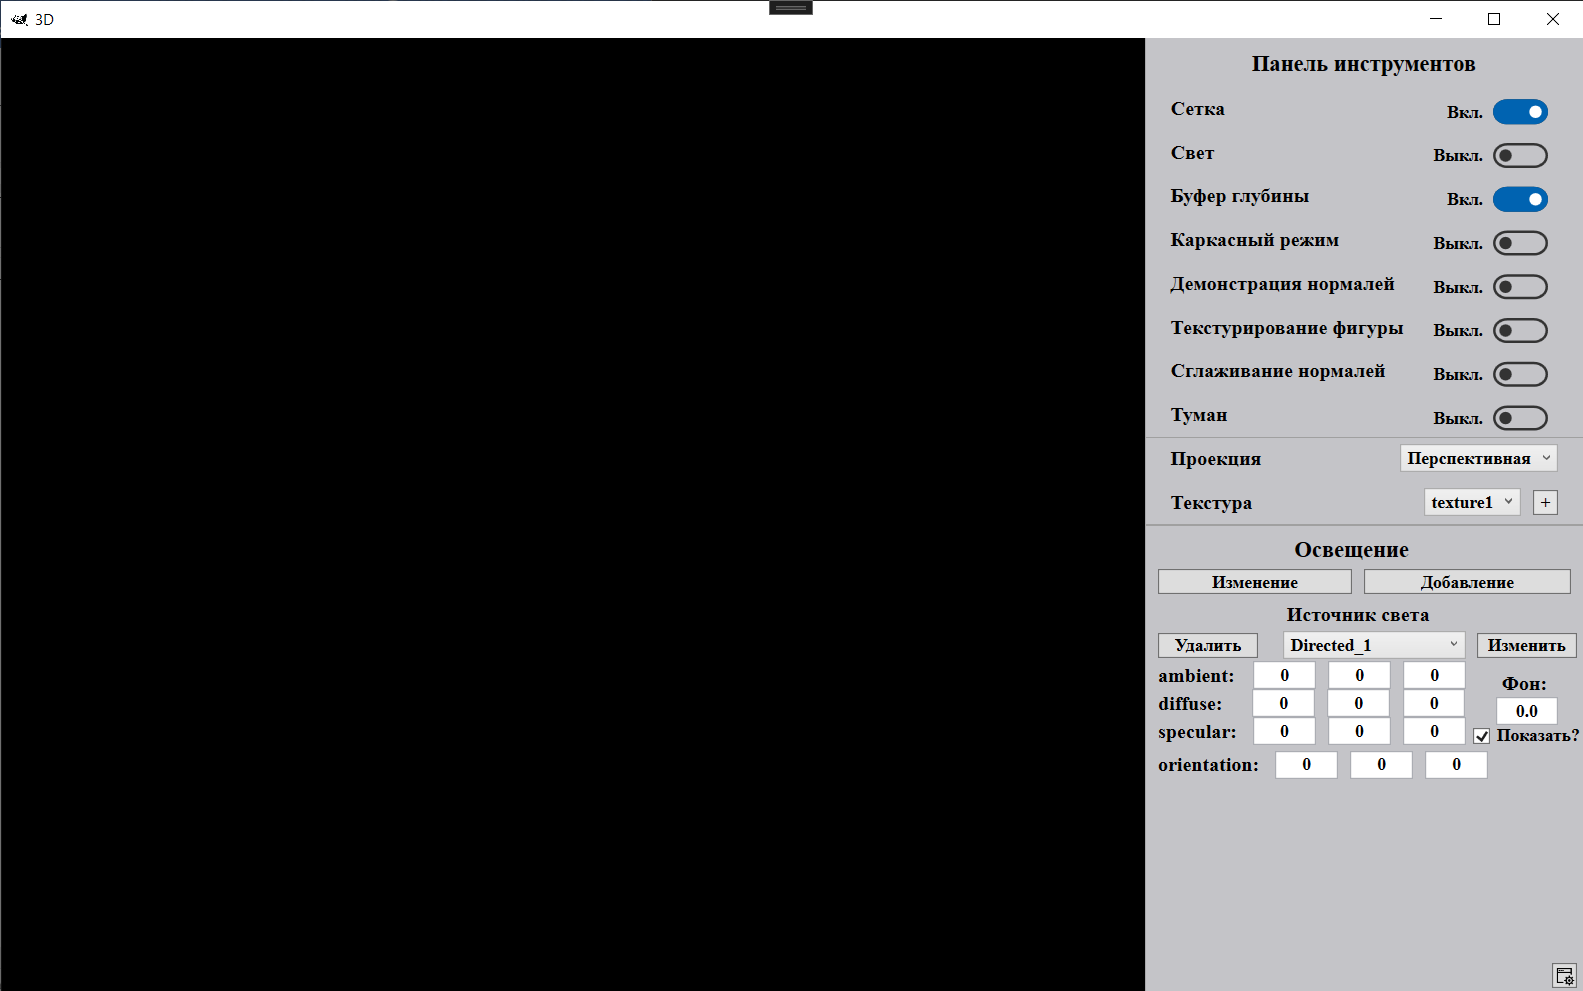 3D
Панель инструментов
Сетка Вкл.
Свет Выкл.
Буфер глубины Вкл.
Каркасный режим Выкл.
Демонстрация нормалей Выкл.
Текстурирование фигуры Выкл.
Сглаживание нормалей Выкл.
Туман Выкл.
Проекция Перспективная
Текстура texture1 +
Освещение
Изменение Добавление
Источник света
Удалить Directed_1 Изменить
ambient: 0 0 0
Фон:
diffuse: 0 0 0 0.0
specular: 0 0 0 Показать?
orientation: 0 0 0